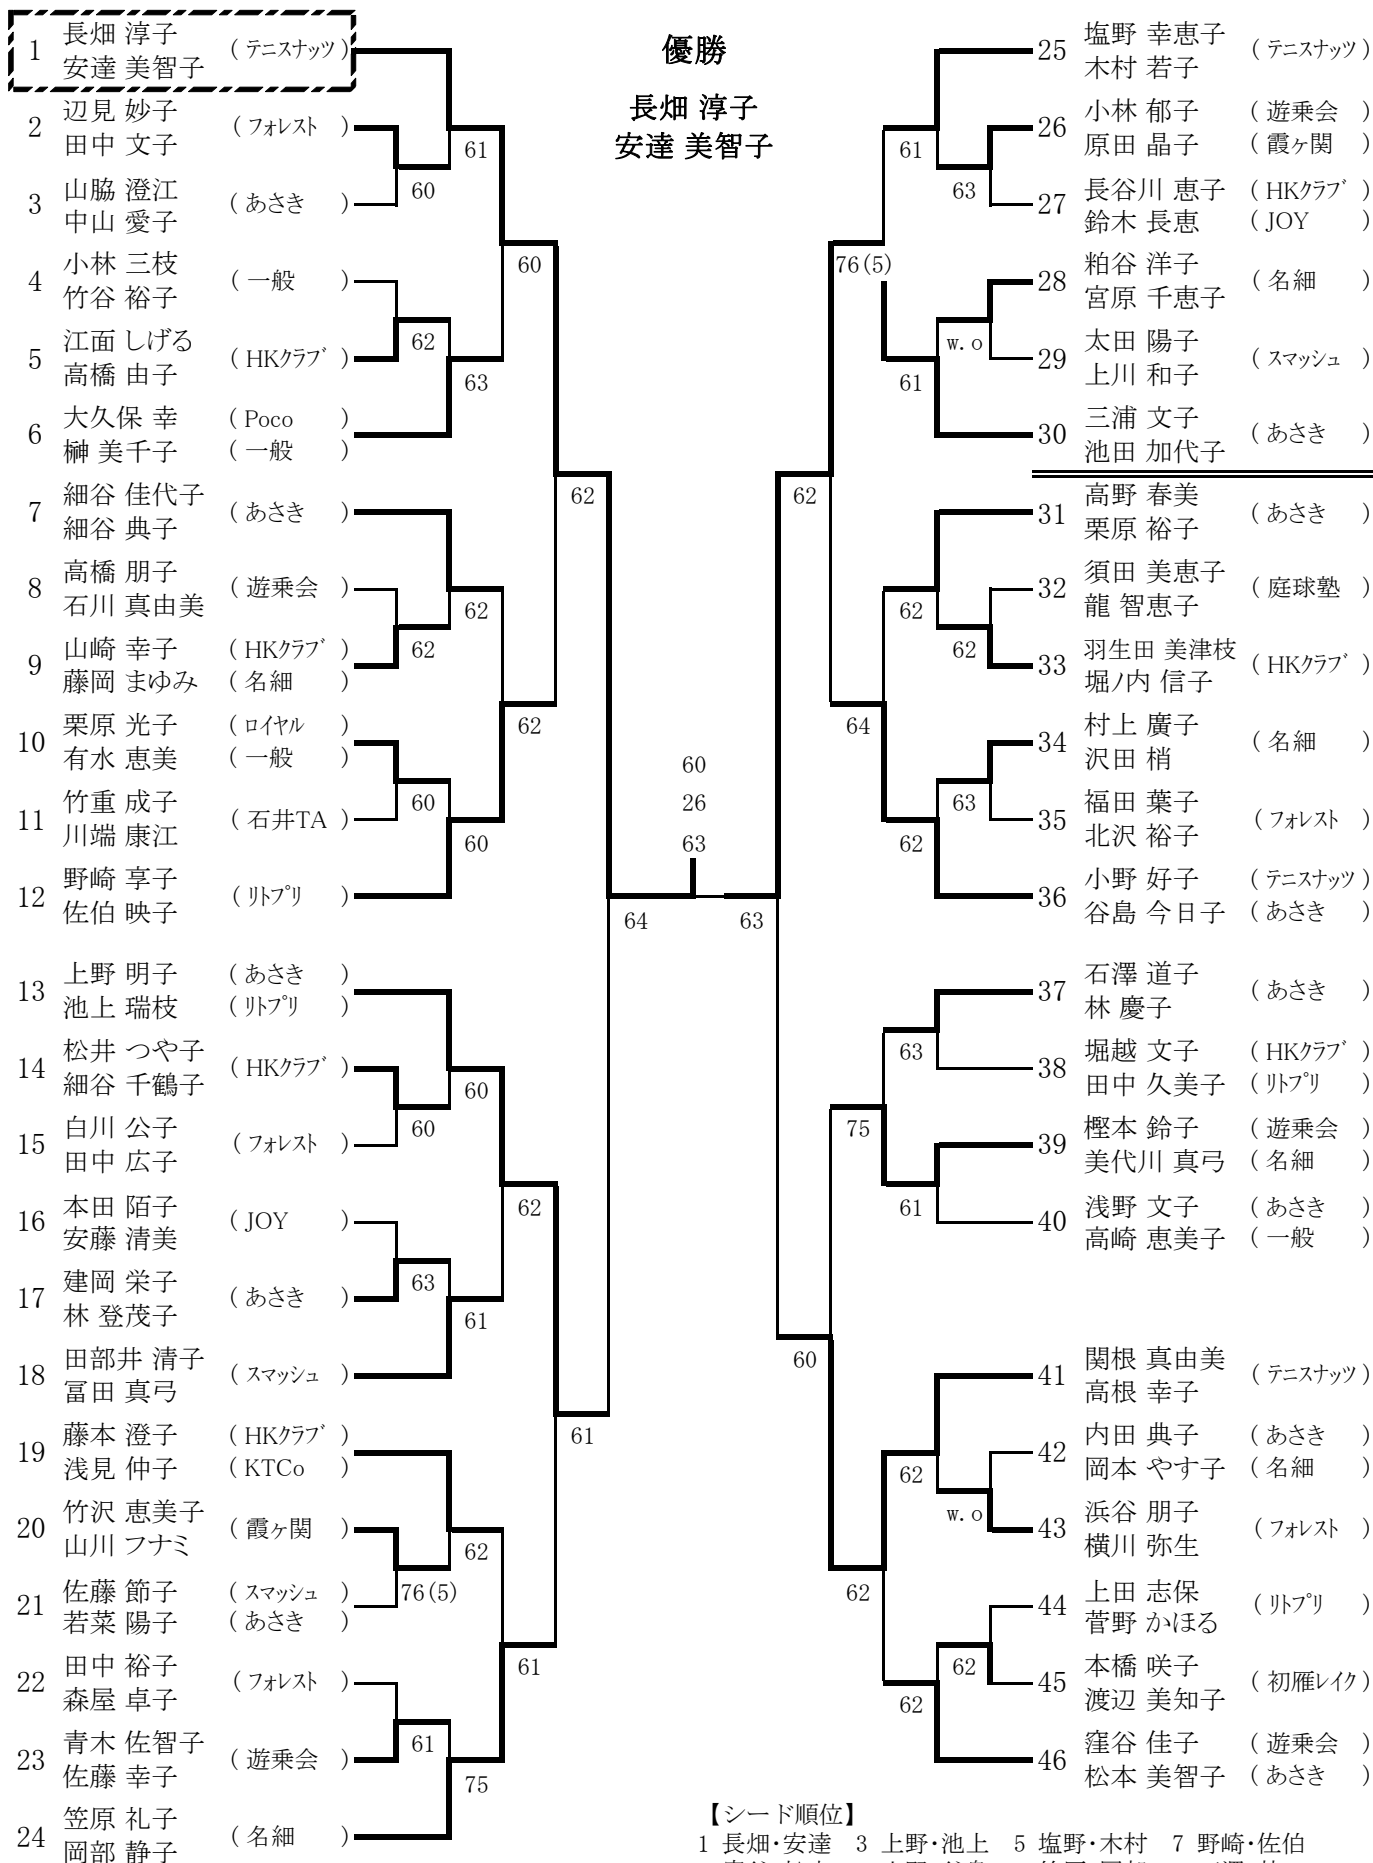 優勝
長畑 淳子
安達 美智子
1 長畑 淳子 安達 美智子 (テニスナッツ)
2 辺見 妙子 田中 文子 (フォレスト)
3 山脇 澄江 中山 愛子 (あさき)
4 小林 三枝 竹谷 裕子 (一般)
5 江面 しげる 高橋 由子 (HKクラブ)
6 大久保 幸 (Poco) 榊 美千子 (一般)
7 細谷 佳代子 細谷 典子 (あさき)
8 高橋 朋子 石川 真由美 (遊乗会)
9 山崎 幸子 (HKクラブ) 藤岡 まゆみ (名細)
10 栗原 光子 (ロイヤル) 有水 恵美 (一般)
11 竹重 成子 川端 康江 (石井TA)
12 野崎 享子 佐伯 映子 (リトプリ)
13 上野 明子 (あさき) 池上 瑞枝 (リトプリ)
14 松井 つや子 細谷 千鶴子 (HKクラブ)
15 白川 公子 田中 広子 (フォレスト)
16 本田 陌子 安藤 清美 (JOY)
17 建岡 栄子 林 登茂子 (あさき)
18 田部井 清子 冨田 真弓 (スマッシュ)
19 藤本 澄子 (HKクラブ) 浅見 仲子 (KTCo)
20 竹沢 恵美子 山川 フナミ (霞ヶ関)
21 佐藤 節子 (スマッシュ) 若菜 陽子 (あさき)
22 田中 裕子 森屋 卓子 (フォレスト)
23 青木 佐智子 佐藤 幸子 (遊乗会)
24 笠原 礼子 岡部 静子 (名細)
61
60
60
62
63
62
62
62
62
60
60
64
60
60
62
63
61
61
62
76(5)
61
61
75
60
26
63
25 塩野 幸恵子 木村 若子 (テニスナッツ)
26 小林 郁子 (遊乗会) 原田 晶子 (霞ヶ関)
27 長谷川 恵子 (HKクラブ) 鈴木 長恵 (JOY)
28 粕谷 洋子 宮原 千恵子 (名細)
29 太田 陽子 上川 和子 (スマッシュ)
30 三浦 文子 池田 加代子 (あさき)
31 高野 春美 栗原 裕子 (あさき)
32 須田 美恵子 龍 智恵子 (庭球塾)
33 羽生田 美津枝 堀ノ内 信子 (HKクラブ)
34 村上 廣子 沢田 梢 (名細)
35 福田 葉子 北沢 裕子 (フォレスト)
36 小野 好子 (テニスナッツ) 谷島 今日子 (あさき)
37 石澤 道子 林 慶子 (あさき)
38 堀越 文子 (HKクラブ) 田中 久美子 (リトプリ)
39 樫本 鈴子 (遊乗会) 美代川 真弓 (名細)
40 浅野 文子 (あさき) 高崎 恵美子 (一般)
41 関根 真由美 高根 幸子 (テニスナッツ)
42 内田 典子 (あさき) 岡本 やす子 (名細)
43 浜谷 朋子 横川 弥生 (フォレスト)
44 上田 志保 菅野 かほる (リトプリ)
45 本橋 咲子 渡辺 美知子 (初雁レイク)
46 窪谷 佳子 (遊乗会) 松本 美智子 (あさき)
61
63
76(5)
w.o
61
62
62
62
64
63
62
63
63
75
61
60
62
w.o
62
62
62
【シード順位】
1 長畑・安達 3 上野・池上 5 塩野・木村 7 野崎・佐伯